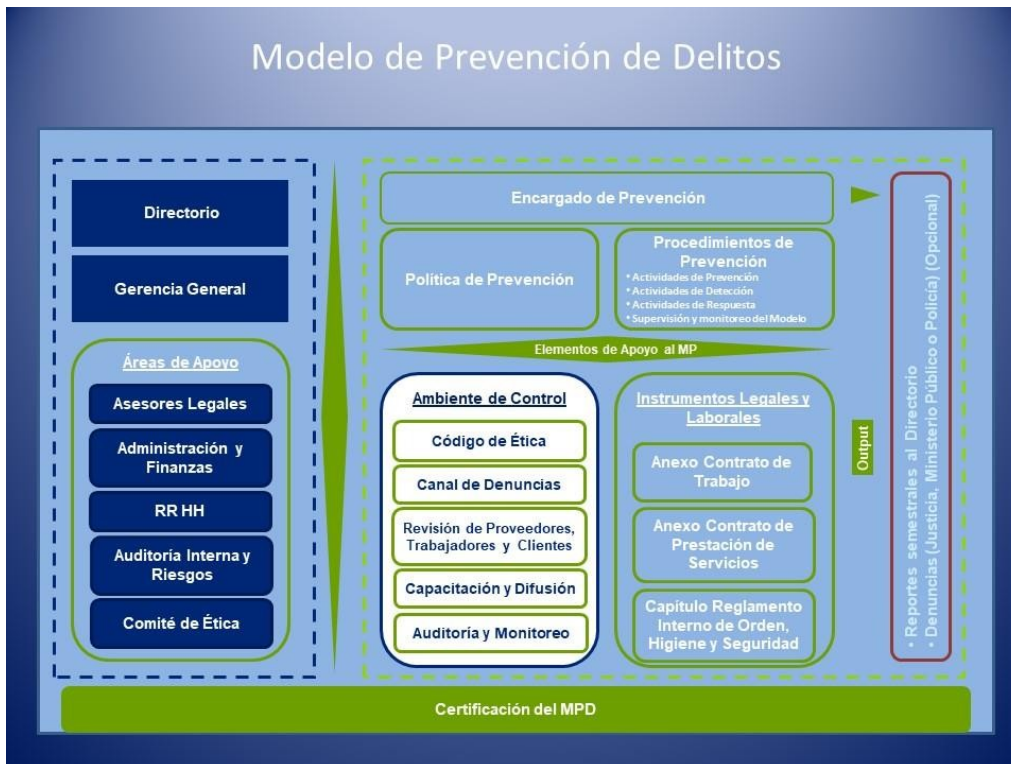 Modelo de Prevención de Delitos
Directorio
Gerencia General
Áreas de Apoyo
Asesores Legales
Administración y
Finanzas
RR HH
Auditoría Interna y
Riesgos
Comité de Ética
Encargado de Prevención
Política de Prevención
Procedimientos de
Prevención
• Actividades de Prevención
• Actividades de Detección
• Actividades de Respuesta
• Supervisión y monitoreo del Modelo
Elementos de Apoyo al MP
Ambiente de Control
Código de Ética
Canal de Denuncias
Revisión de Proveedores,
Trabajadores y Clientes
Capacitación y Difusión
Auditoría y Monitoreo
Instrumentos Legales y
Laborales
Anexo Contrato de
Trabajo
Anexo Contrato de
Prestación de
Servicios
Capítulo Reglamento
Interno de Orden,
Higiene y Seguridad
Output
• Reportes semestrales al Directorio
• Denuncias (Justicia, Ministerio Público o Policía) (Opcional)
Certificación del MPD